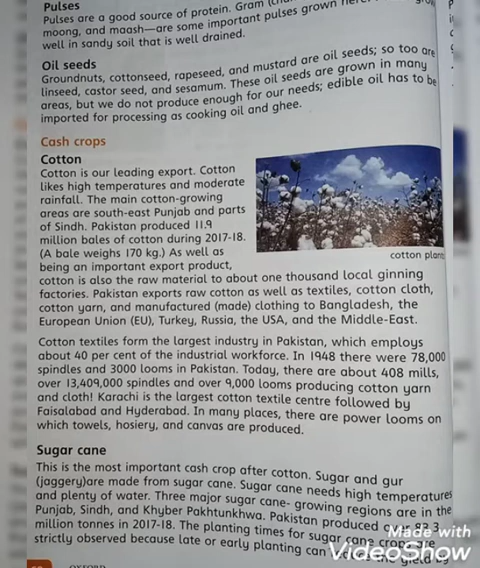 Pulses
Pulses are a good source of protein. Gram
moong, and maash—are some important pulses grown
well in sandy soil that is well drained.
Oil seeds
Groundnuts, cottonseed, rapeseed, and mustard are oil seeds; so too are
linseed, castor seed, and sesamum. These oil seeds are grown in many
areas, but we do not produce enough for our needs; edible oil has to be
imported for processing as cooking oil and ghee.
Cash crops
Cotton
Cotton is our leading export. Cotton
likes high temperatures and moderate
rainfall. The main cotton-growing
areas are south-east Punjab and parts
of Sindh. Pakistan produced 11.9
million bales of cotton during 2017-18.
(A bale weighs 170 kg.) As well as
being an important export product,
cotton plant
cotton is also the raw material to about one thousand local ginning
factories. Pakistan exports raw cotton as well as textiles, cotton cloth,
cotton yarn, and manufactured (made) clothing to Bangladesh, the
European Union (EU), Turkey, Russia, the USA, and the Middle-East.
Cotton textiles form the largest industry in Pakistan, which employs
about 40 per cent of the industrial workforce. In 1948 there were 78,000
spindles and 3000 looms in Pakistan. Today, there are about 408 mills,
over 13,409,000 spindles and over 9,000 looms producing cotton yarn
and cloth! Karachi is the largest cotton textile centre followed by
Faisalabad and Hyderabad. In many places, there are power looms on
which towels, hosiery, and canvas are produced.
Sugar cane
This is the most important cash crop after cotton. Sugar and gur
(jaggery)are made from sugar cane. Sugar cane needs high temperatures
and plenty of water. Three major sugar cane- growing regions are in the
Punjab, Sindh, and Khyber Pakhtunkhwa. Pakistan produced over 83.3
million tonnes in 2017-18. The planting times for sugar cane crops are
strictly observed because late or early planting can the yield by
Made with
VideoShow
OXFORD